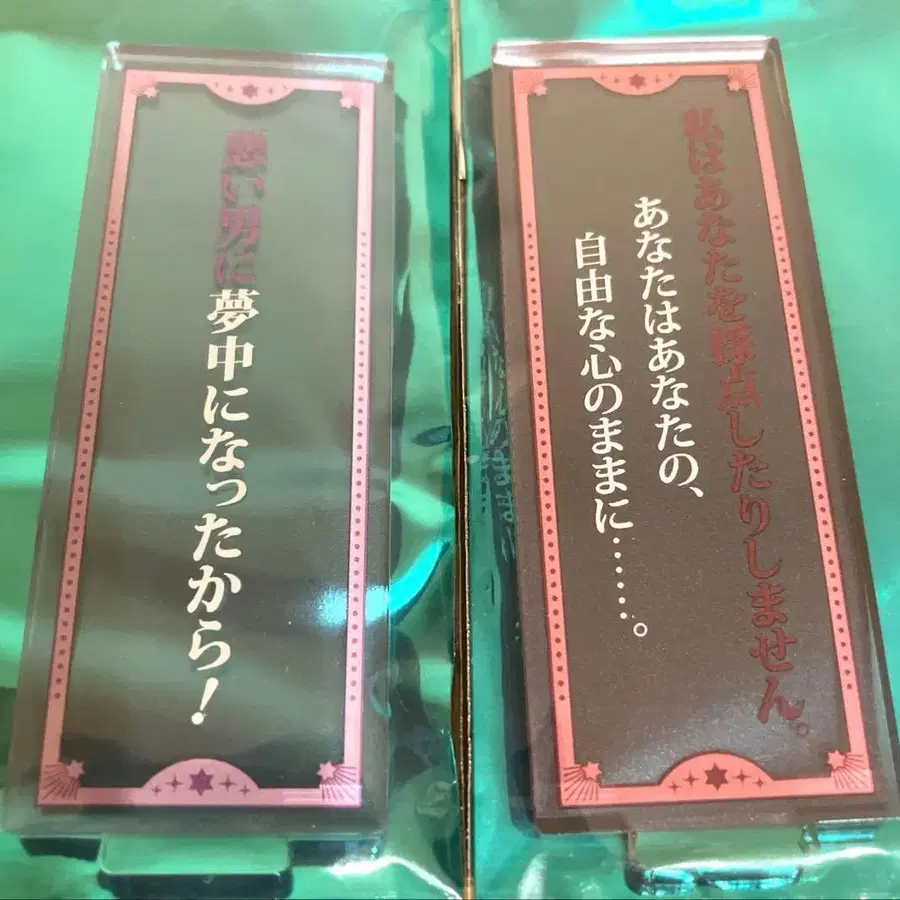 悪い男に夢中になったから！
私はあなたを採点したりしません。
あなたはあなたの、
自由な心のままに……。